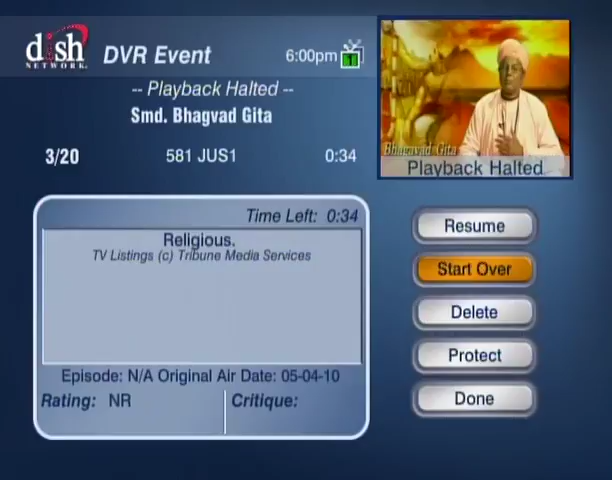 dish
NETWORK.
DVR Event
6:00pm
1
-- Playback Halted --
Smd. Bhagvad Gita
3/20
581 JUS1
0:34
Bhagavad Gita
Playback Halted
Time Left: 0:34
Religious.
TV Listings (c) Tribune Media Services
Episode: N/A Original Air Date: 05-04-10
Rating: NR
Critique:
Resume
Start Over
Delete
Protect
Done